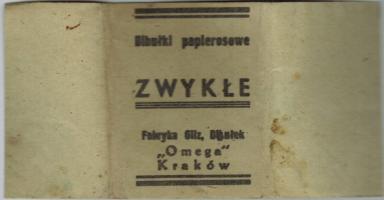 Bibułki papierosowe
ZWYKŁE
Fabryka Gilz, Bibułek
„Omega"
Kraków